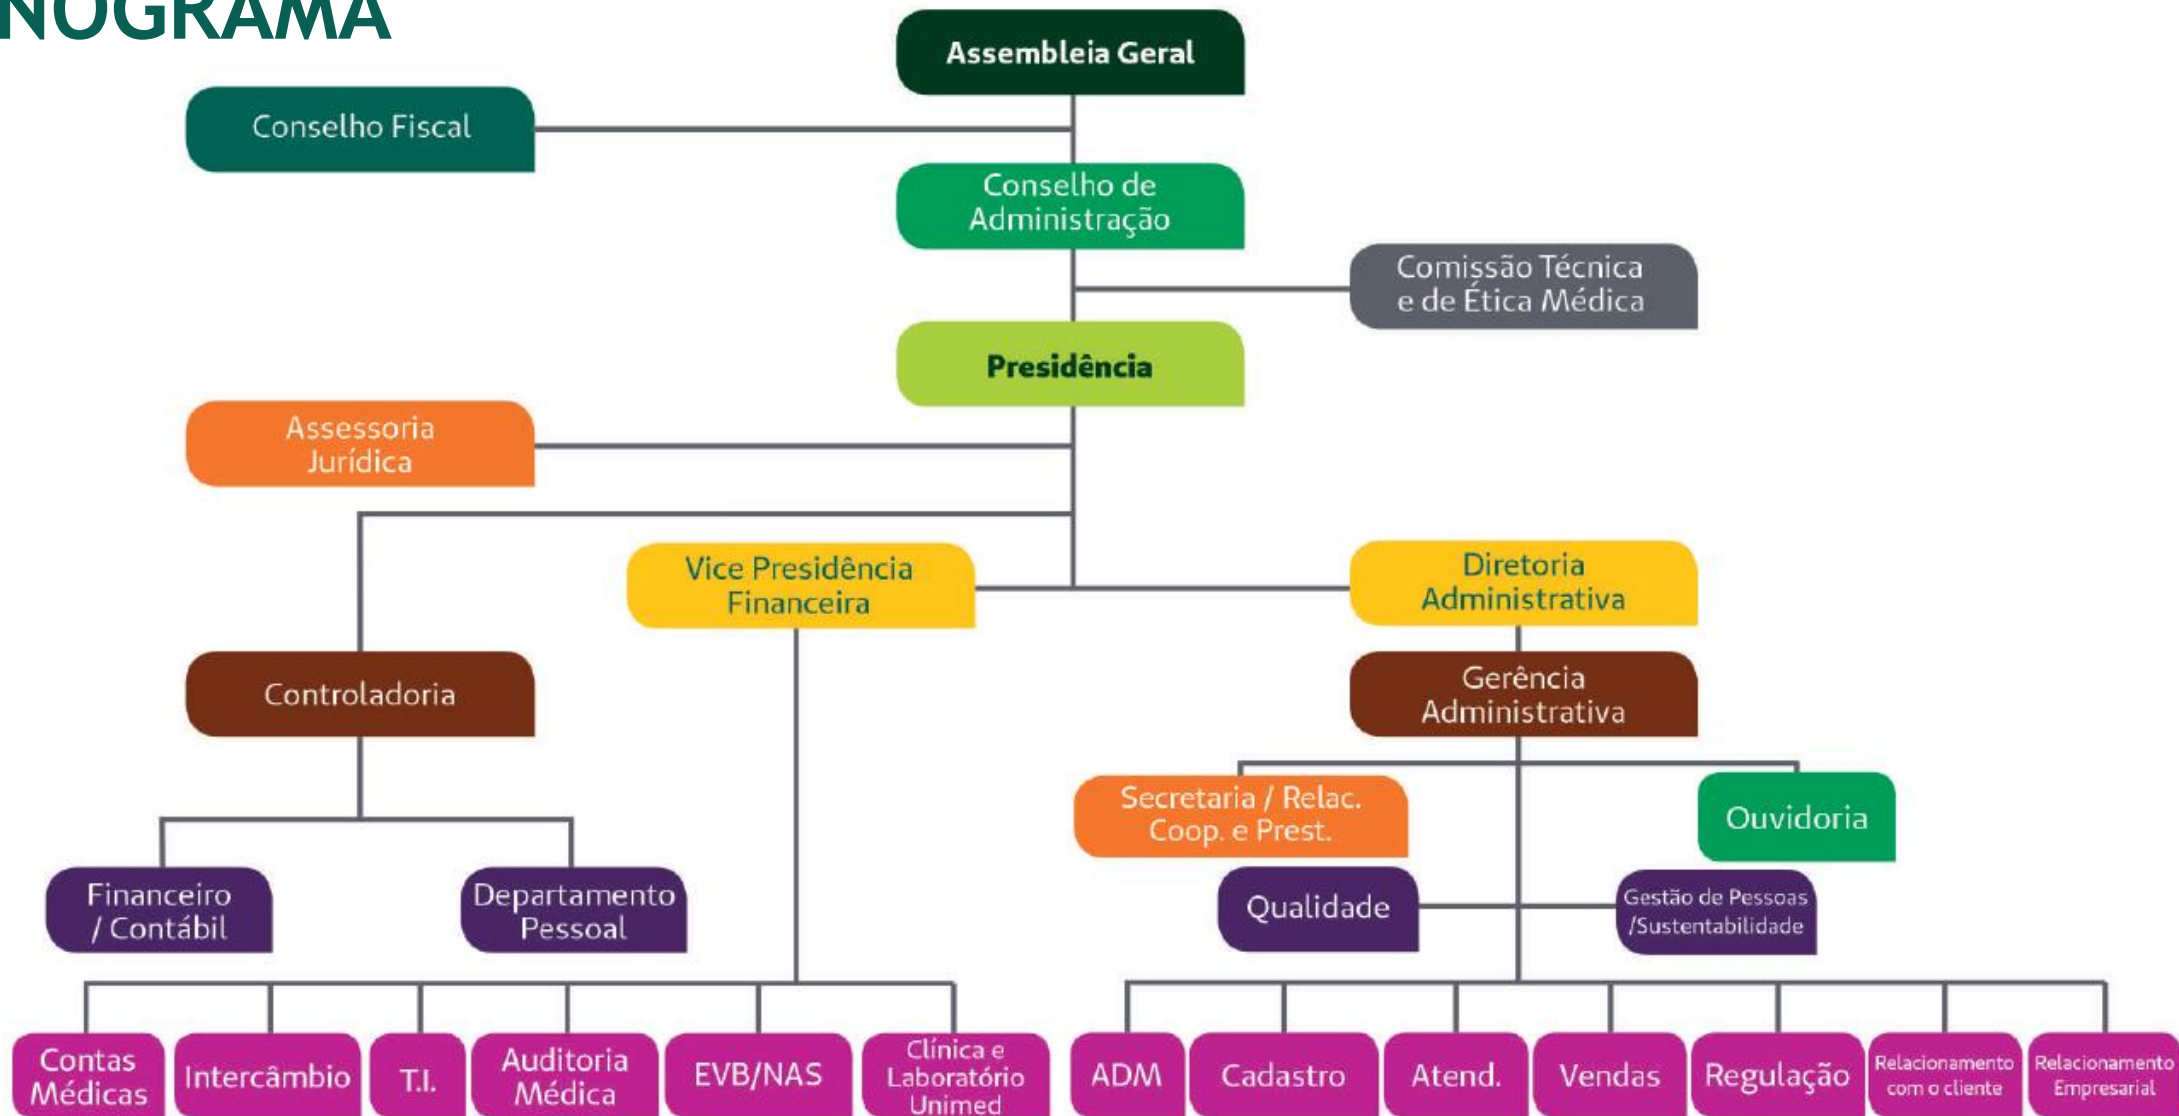 NOGRAMA
Assembleia Geral
Conselho Fiscal
Conselho de
Administração
Comissão Técnica
e de Ética Médica
Presidência
Assessoria
Jurídica
Vice Presidência
Financeira
Diretoria
Administrativa
Controladoria
Gerência
Administrativa
Secretaria / Relac.
Coop. e Prest.
Ouvidoria
Financeiro
/ Contábil
Departamento
Pessoal
Qualidade
Gestão de Pessoas
/Sustentabilidade
Contas
Médicas
Intercâmbio
T.I.
Auditoria
Médica
EVB/NAS
Clínica e
Laboratório
Unimed
ADM
Cadastro
Atend.
Vendas
Regulação
Relacionamento
com o cliente
Relacionamento
Empresarial